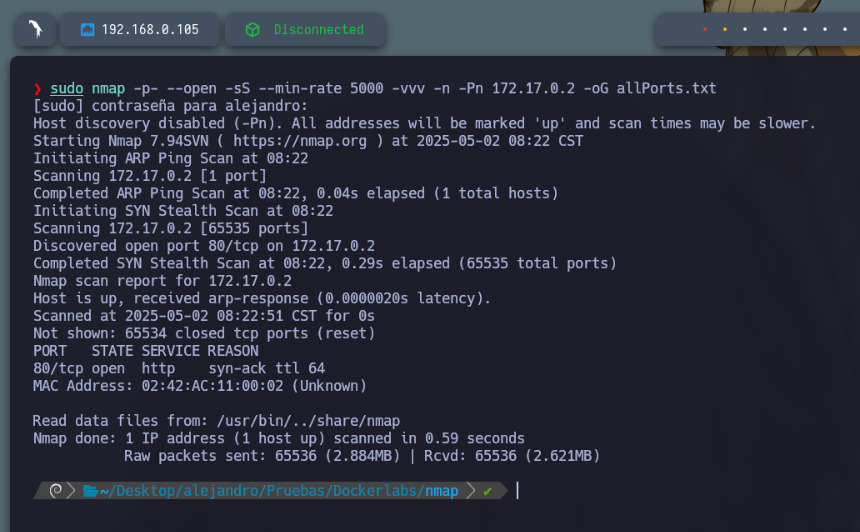 192.168.0.105 Disconnected
❯ sudo nmap -p- --open -sS --min-rate 5000 -vvv -n -Pn 172.17.0.2 -oG allPorts.txt
[sudo] contraseña para alejandro:
Host discovery disabled (-Pn). All addresses will be marked 'up' and scan times may be slower.
Starting Nmap 7.94SVN ( https://nmap.org ) at 2025-05-02 08:22 CST
Initiating ARP Ping Scan at 08:22
Scanning 172.17.0.2 [1 port]
Completed ARP Ping Scan at 08:22, 0.04s elapsed (1 total hosts)
Initiating SYN Stealth Scan at 08:22
Scanning 172.17.0.2 [65535 ports]
Discovered open port 80/tcp on 172.17.0.2
Completed SYN Stealth Scan at 08:22, 0.29s elapsed (65535 total ports)
Nmap scan report for 172.17.0.2
Host is up, received arp-response (0.0000020s latency).
Scanned at 2025-05-02 08:22:51 CST for 0s
Not shown: 65534 closed tcp ports (reset)
PORT   STATE SERVICE REASON
80/tcp open  http    syn-ack ttl 64
MAC Address: 02:42:AC:11:00:02 (Unknown)
Read data files from: /usr/bin/../share/nmap
Nmap done: 1 IP address (1 host up) scanned in 0.59 seconds
Raw packets sent: 65536 (2.884MB) | Rcvd: 65536 (2.621MB)
~/Desktop/alejandro/Pruebas/Dockerlabs/nmap ✔